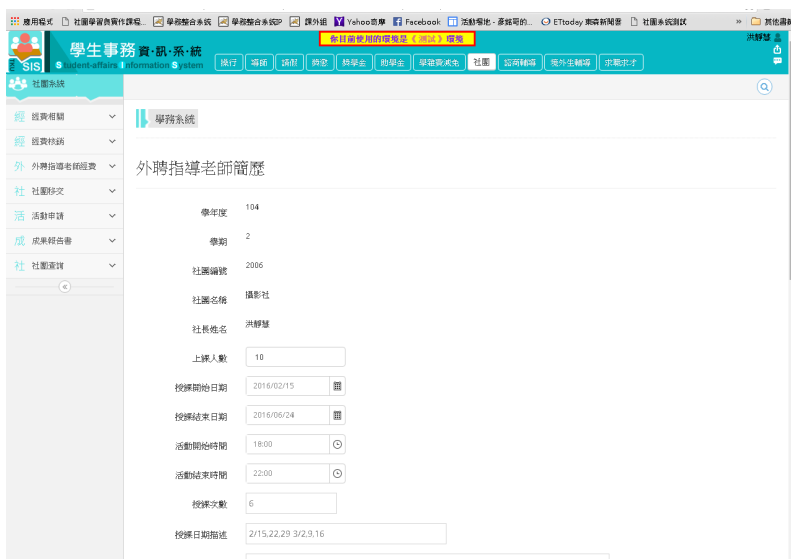 應用程式 社團學習與實作課程... 學務整合系統 學務整合系統P 課外組 Yahoo奇摩 Facebook 活動場地 - 彥銘哥的... ETtoday 東森新聞雲 社團系統測試 » 其他書
你目前使用的環境是《 測試 》環境
洪靜慧
學生事務 資·訊·系·統
SIS Student-affairs Information System
操行 導師 請假 獎懲 獎學金 助學金 學雜費減免 社團 諮商輔導 境外生輔導 求職求才
社團系統
經 經費相關
經 經費核銷
外 外聘指導老師經費
社 社團移交
活 活動申請
成 成果報告書
社 社團查詢
學務系統
外聘指導老師簡歷
學年度 104
學期 2
社團編號 2006
社團名稱 攝影社
社長姓名 洪靜慧
上課人數 10
授課開始日期 2016/02/15
授課結束日期 2016/06/24
活動開始時間 18:00
活動結束時間 22:00
授課次數 6
授課日期描述 2/15,22,29 3/2,9,16